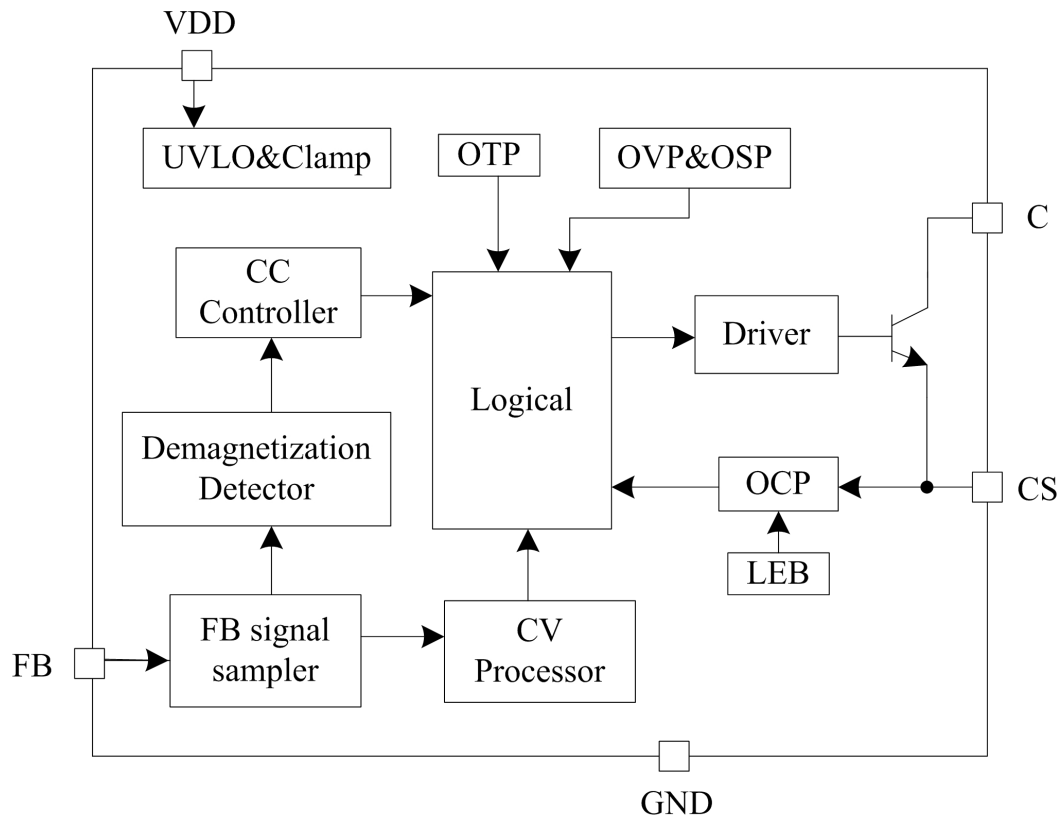 VDD
UVLO&Clamp
OTP
OVP&OSP
C
CC
Controller
Driver
Logical
Demagnetization
Detector
OCP
CS
LEB
FB signal
sampler
CV
Processor
FB
GND